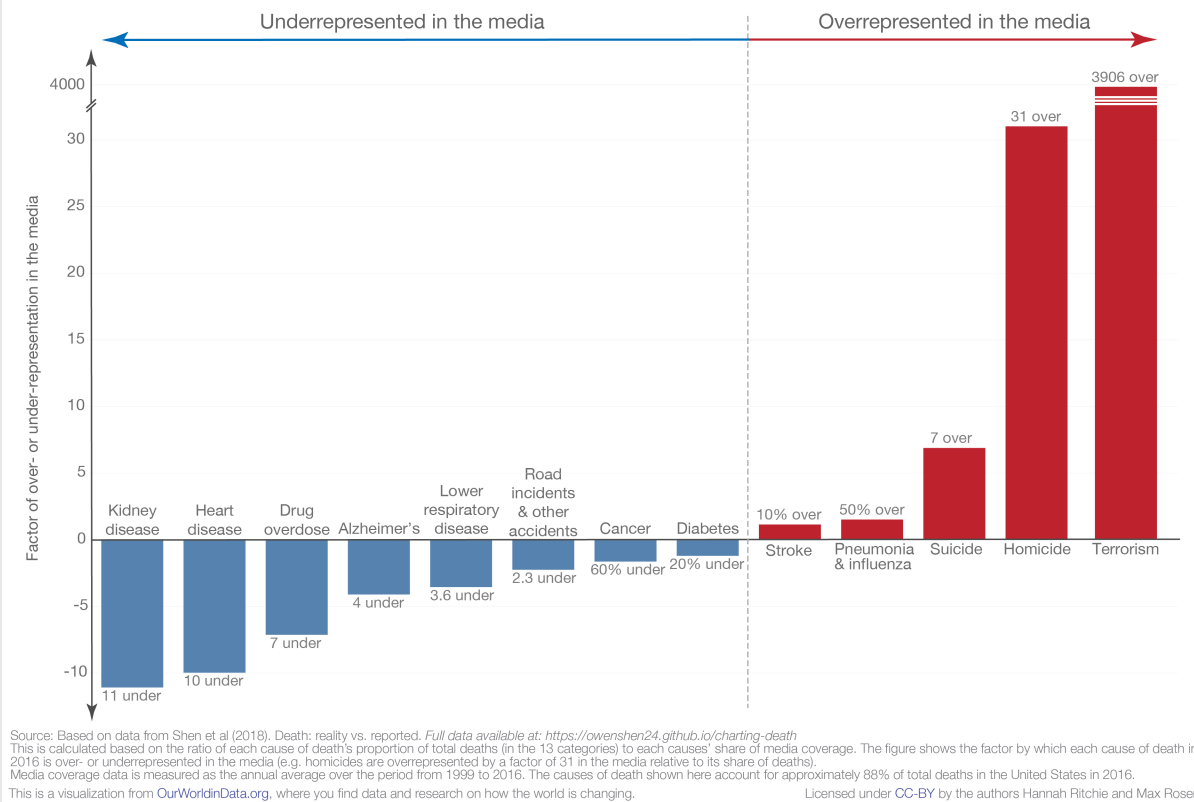 Underrepresented in the media
Overrepresented in the media
Factor of over- or under-representation in the media
4000
30
25
20
15
10
5
0
-5
-10
Kidney
disease
11 under
Heart
disease
10 under
Drug
overdose
7 under
Alzheimer's
4 under
Lower
respiratory
disease
3.6 under
Road
incidents
& other
accidents
2.3 under
Cancer
60% under
Diabetes
20% under
10% over
Stroke
50% over
Pneumonia
& influenza
7 over
Suicide
31 over
Homicide
3906 over
Terrorism
Source: Based on data from Shen et al (2018). Death: reality vs. reported. Full data available at: https://owenshen24.github.io/charting-death
This is calculated based on the ratio of each cause of death's proportion of total deaths (in the 13 categories) to each causes' share of media coverage. The figure shows the factor by which each cause of death in
2016 is over- or underrepresented in the media (e.g. homicides are overrepresented by a factor of 31 in the media relative to its share of deaths).
Media coverage data is measured as the annual average over the period from 1999 to 2016. The causes of death shown here account for approximately 88% of total deaths in the United States in 2016.
This is a visualization from OurWorldinData.org, where you find data and research on how the world is changing.
Licensed under CC-BY by the authors Hannah Ritchie and Max Roser